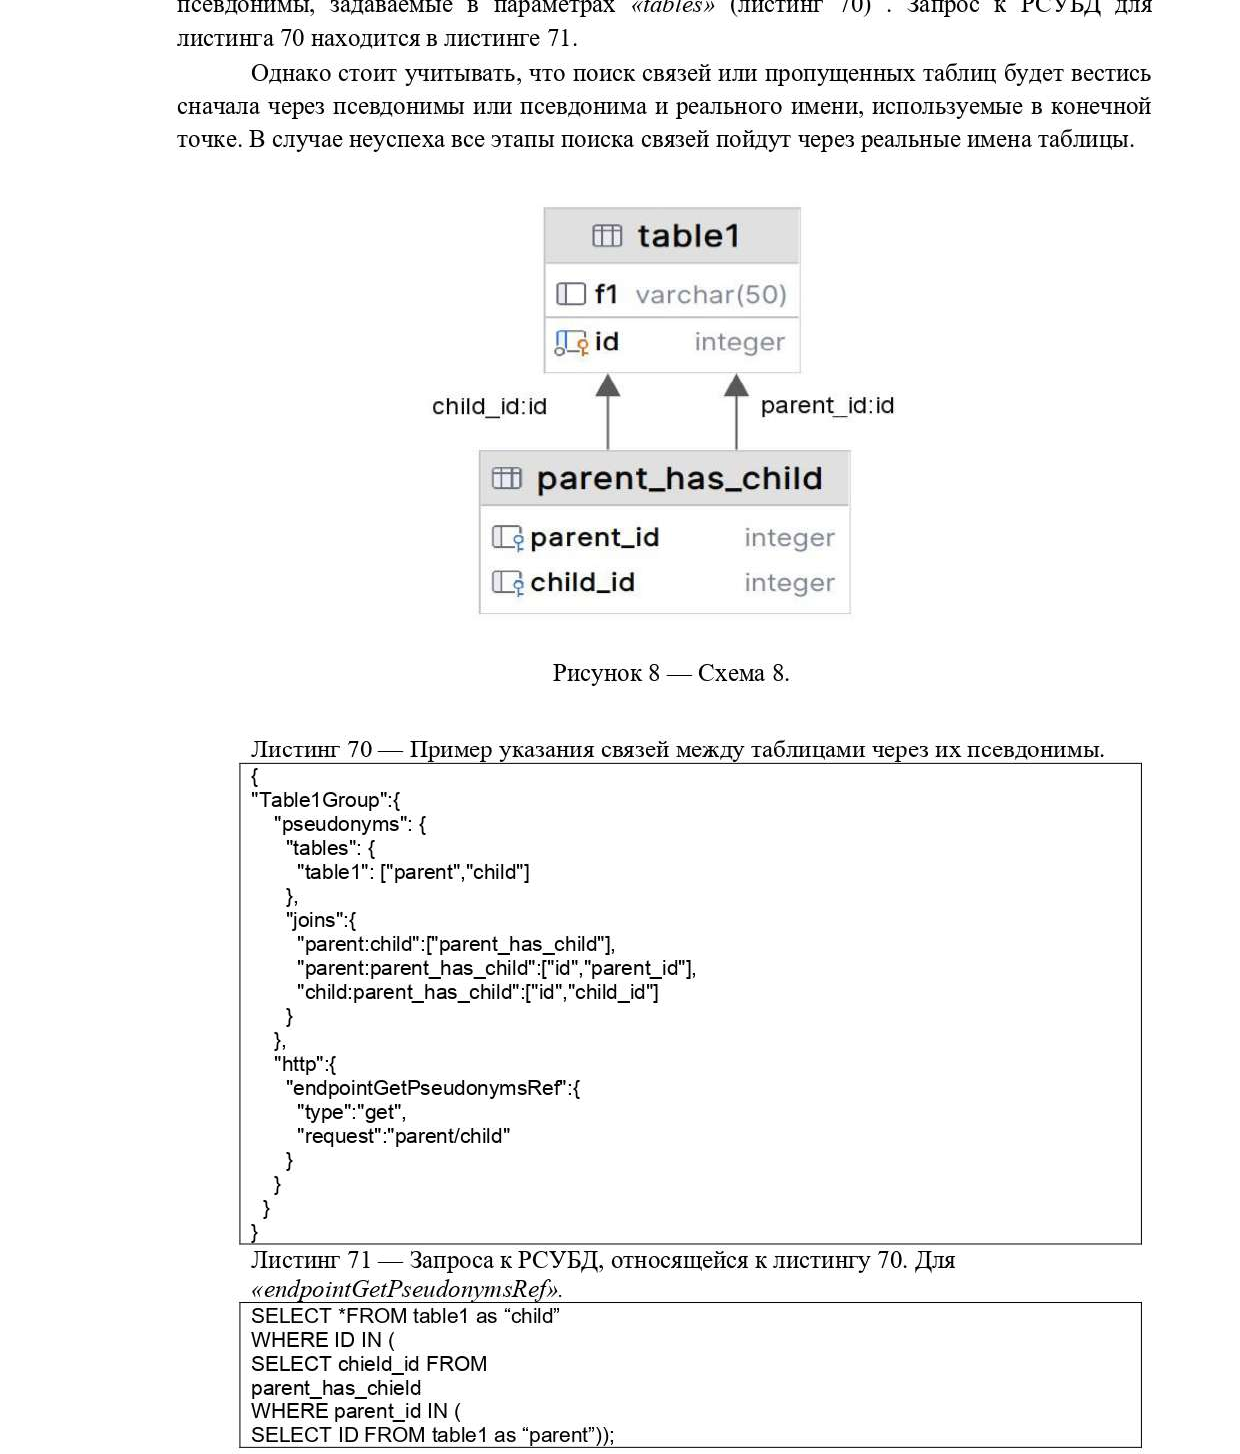 псевдонимы, задаваемые в параметрах «tables» (листинг 70) . Запрос к РСУБД для
листинга 70 находится в листинге 71.
Однако стоит учитывать, что поиск связей или пропущенных таблиц будет вестись
сначала через псевдонимы или псевдонима и реального имени, используемые в конечной
точке. В случае неуспеха все этапы поиска связей пойдут через реальные имена таблицы.
table1
f1 varchar(50)
id integer
child_id:id parent_id:id
parent_has_child
parent_id integer
child_id integer
Рисунок 8 — Схема 8.
Листинг 70 — Пример указания связей между таблицами через их псевдонимы.
{
"Table1Group":{
"pseudonyms": {
"tables": {
"table1": ["parent","child"]
},
"joins":{
"parent:child":["parent_has_child"],
"parent:parent_has_child":["id","parent_id"],
"child:parent_has_child":["id","child_id"]
}
},
"http":{
"endpointGetPseudonymsRef":{
"type":"get",
"request":"parent/child"
}
}
}
}
Листинг 71 — Запроса к РСУБД, относящейся к листингу 70. Для
«endpointGetPseudonymsRef».
SELECT *FROM table1 as “child”
WHERE ID IN (
SELECT chield_id FROM
parent_has_chield
WHERE parent_id IN (
SELECT ID FROM table1 as “parent”));